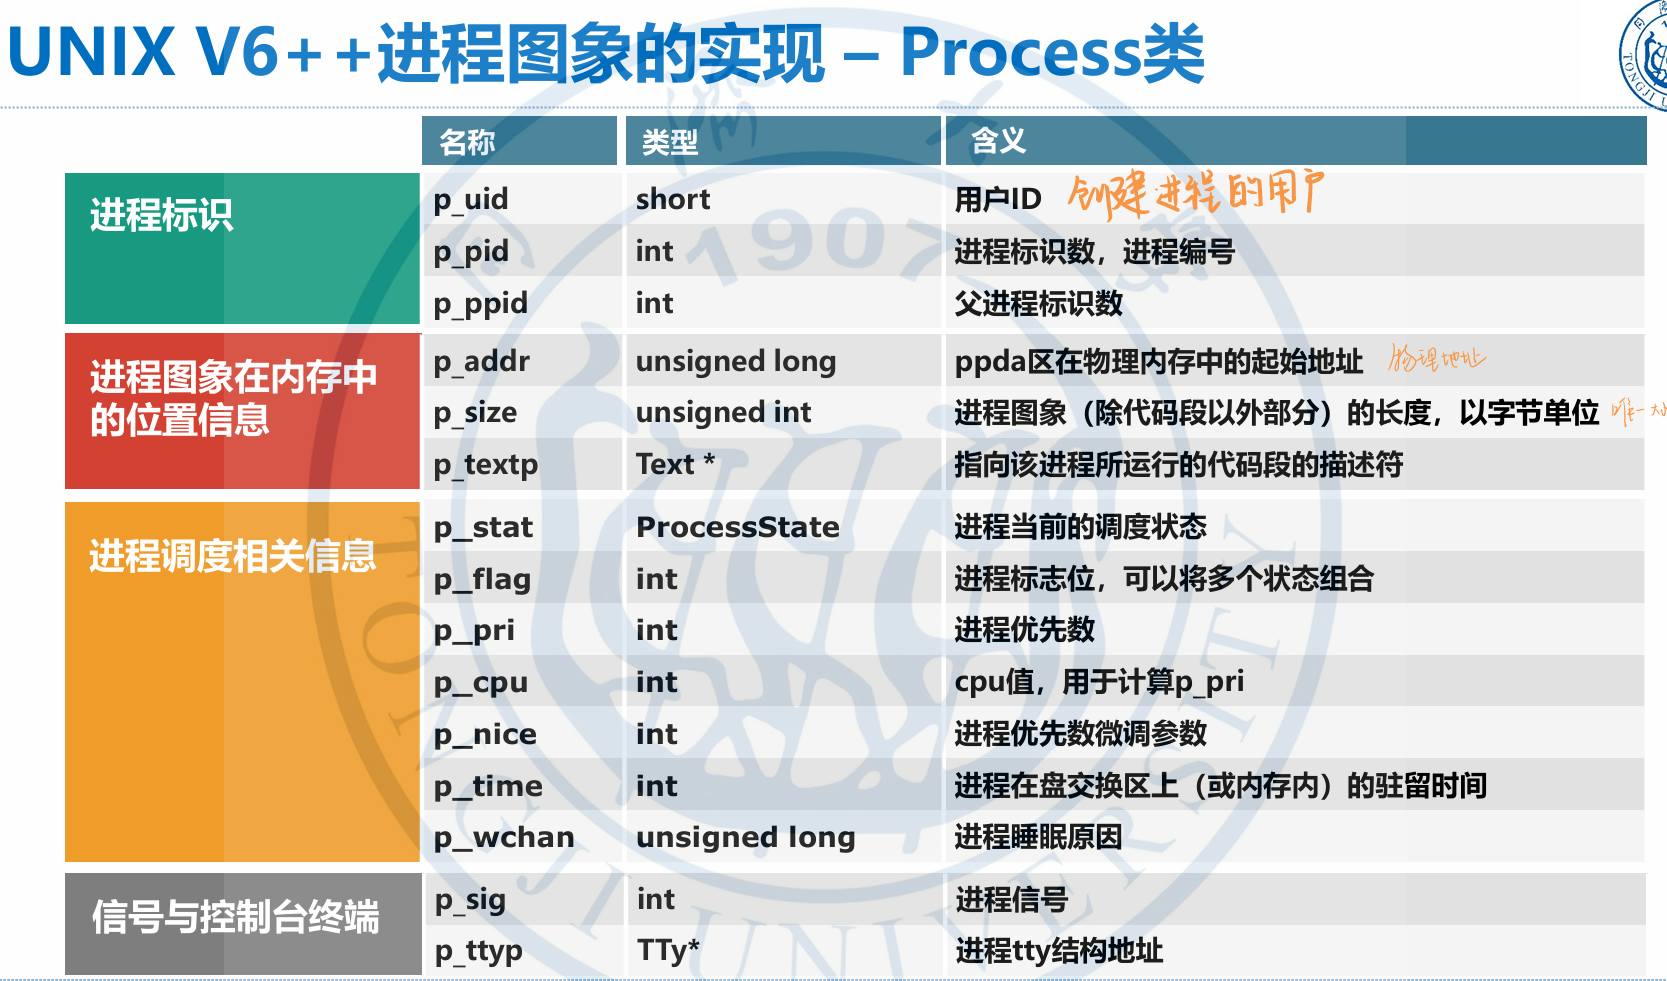 UNIX V6++进程图象的实现 – Process类
名称 类型 含义
进程标识
p_uid short 用户ID 创建进程的用户
p_pid int 进程标识数，进程编号
p_ppid int 父进程标识数
进程图象在内存中
的位置信息
p_addr unsigned long ppda区在物理内存中的起始地址 物理地址
p_size unsigned int 进程图象（除代码段以外部分）的长度，以字节单位 唯一
p_textp Text * 指向该进程所运行的代码段的描述符
进程调度相关信息
p_stat ProcessState 进程当前的调度状态
p_flag int 进程标志位，可以将多个状态组合
p_pri int 进程优先数
p_cpu int cpu值，用于计算p_pri
p_nice int 进程优先数微调参数
p_time int 进程在盘交换区上（或内存内）的驻留时间
p_wchan unsigned long 进程睡眠原因
信号与控制台终端
p_sig int 进程信号
p_ttyp TTy* 进程tty结构地址
1907
TONGJI UNIVERSITY
TONGJI U